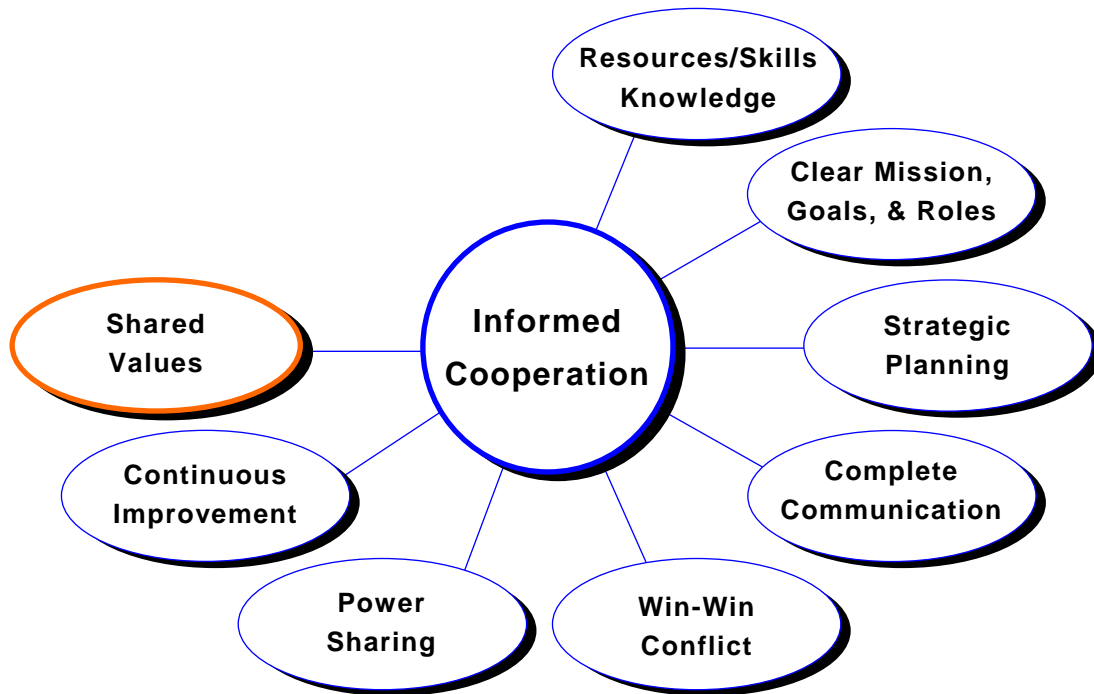 Resources/Skills
Knowledge
Clear Mission,
Goals, & Roles
Informed
Cooperation
Shared
Values
Strategic
Planning
Continuous
Improvement
Complete
Communication
Power
Sharing
Win-Win
Conflict